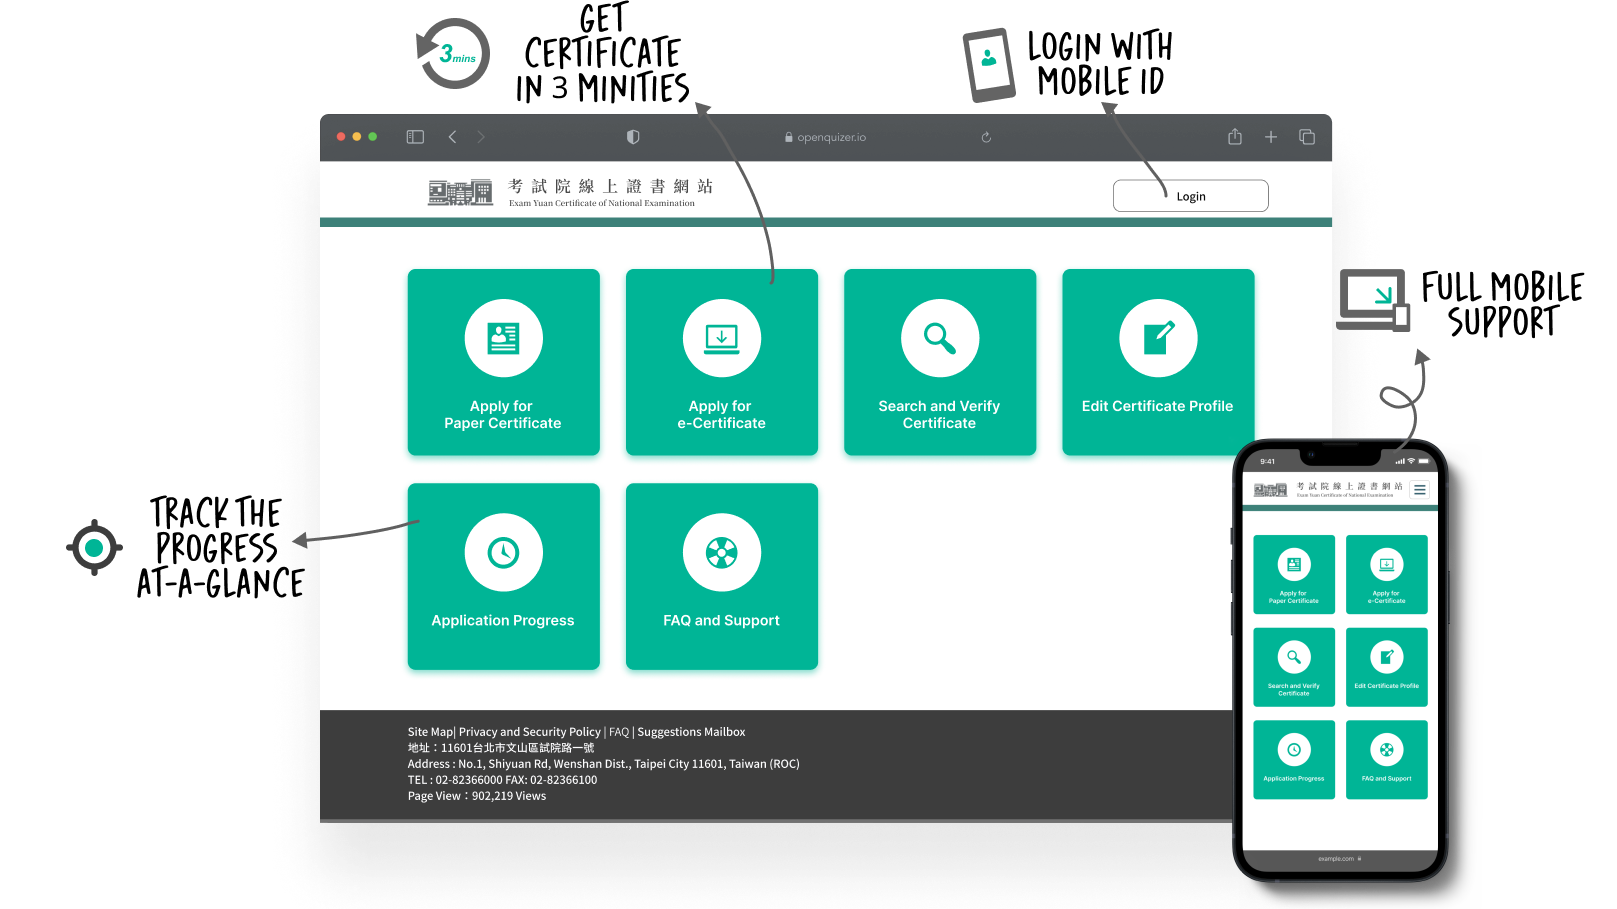 GET
CERTIFICATE
IN 3 MINITIES
3mins
LOGIN WITH
MOBILE ID
openquizer.io
考試院線上證書網站
Exam Yuan Certificate of National Examination
Login
FULL MOBILE
SUPPORT
Apply for
Paper Certificate
Apply for
e-Certificate
Search and Verify
Certificate
Edit Certificate Profile
TRACK THE
PROGRESS
AT-A-GLANCE
Application Progress
FAQ and Support
Site Map| Privacy and Security Policy | FAQ | Suggestions Mailbox
地址：11601台北市文山區試院路一號
Address : No.1, Shiyuan Rd, Wenshan Dist., Taipei City 11601, Taiwan (ROC)
TEL : 02-82366000 FAX: 02-82366100
Page View：902,219 Views
9:41
考試院線上證書網站
Exam Yuan Certificate of National Examination
Apply for
Paper Certificate
Apply for
e-Certificate
Search and Verify
Certificate
Edit Certificate Profile
Application Progress
FAQ and Support
example.com